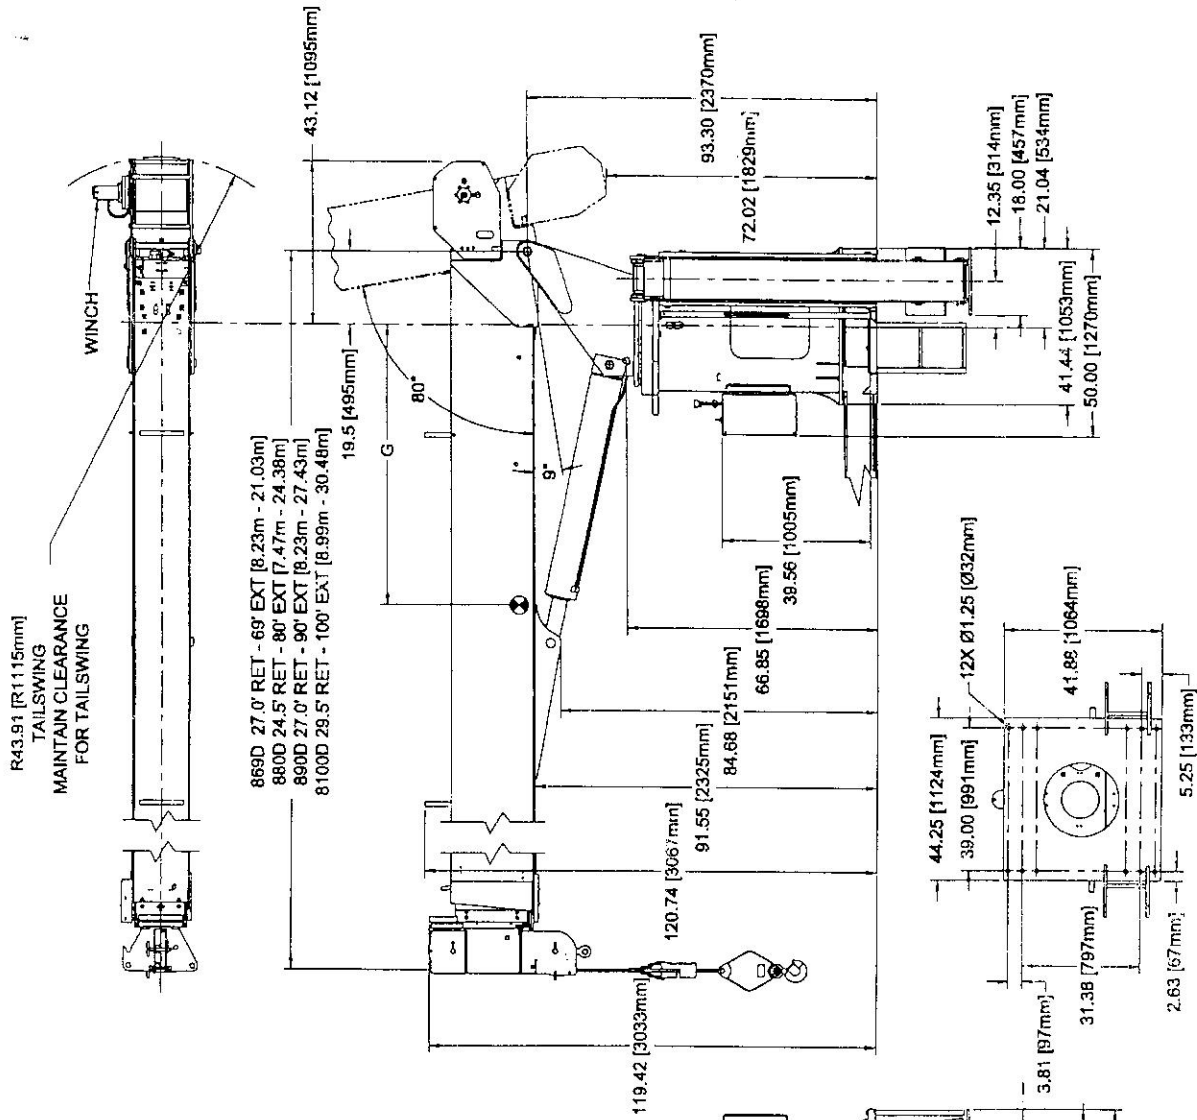 R43.91 [R1115mm]
TAILSWING
MAINTAIN CLEARANCE
FOR TAILSWING
WINCH
43.12 [1095mm]
869D 27.0' RET - 69' EXT [8.23m - 21.03m]
880D 24.5' RET - 80' EXT [7.47m - 24.38m]
890D 27.0' RET - 90' EXT [8.23m - 27.43m]
8100D 29.5' RET - 100' EXT [8.99m - 30.48m]
19.5 [495mm]
80°
G
9°
93.30 [2370mm]
72.02 [1829mm]
12.35 [314mm]
18.00 [457mm]
21.04 [534mm]
41.44 [1053mm]
50.00 [1270mm]
39.56 [1005mm]
66.85 [1698mm]
84.68 [2151mm]
91.55 [2325mm]
120.74 [3067mm]
119.42 [3033mm]
12X Ø1.25 [Ø32mm]
44.25 [1124mm]
39.00 [991mm]
41.88 [1064mm]
5.25 [133mm]
3.81 [97mm]
31.38 [797mm]
2.63 [67mm]